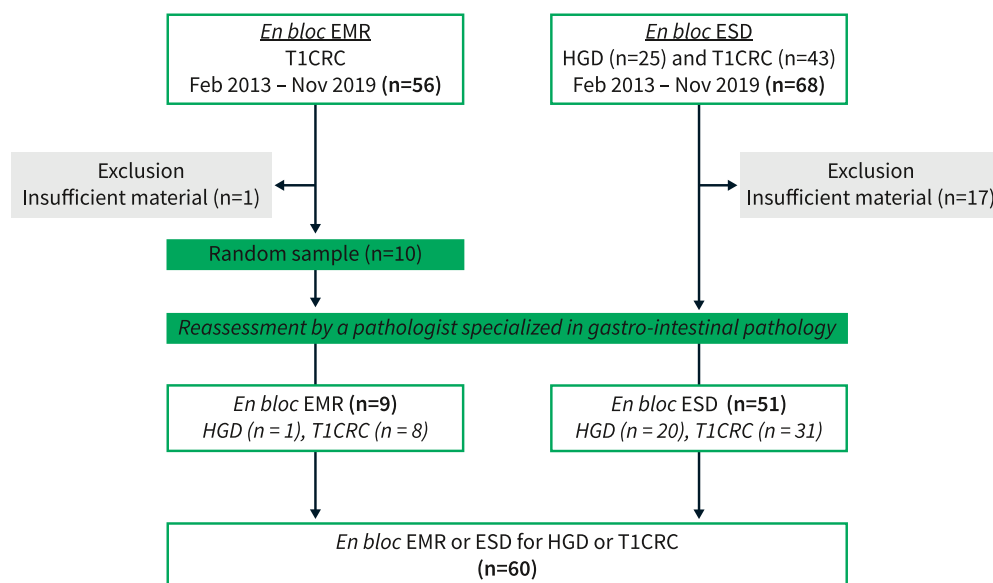 En bloc EMR
T1CRC
Feb 2013 – Nov 2019 (n=56)
En bloc ESD
HGD (n=25) and T1CRC (n=43)
Feb 2013 – Nov 2019 (n=68)
Exclusion
Insufficient material (n=1)
Exclusion
Insufficient material (n=17)
Random sample (n=10)
Reassessment by a pathologist specialized in gastro-intestinal pathology
En bloc EMR (n=9)
HGD (n = 1), T1CRC (n = 8)
En bloc ESD (n=51)
HGD (n = 20), T1CRC (n = 31)
En bloc EMR or ESD for HGD or T1CRC
(n=60)